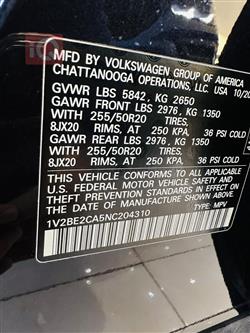 MFD BY VOLKSWAGEN GROUP OF AMERICA
CHATTANOOGA OPERATIONS, LLC. USA 10/20
GVWR LBS 5842, KG 2650
GAWR FRONT LBS 2976, KG 1350
WITH 255/50R20 TIRES,
8JX20 RIMS, AT 250 KPA, 36 PSI COLD
GAWR REAR LBS 2976, KG 1350
WITH 255/50R20 TIRES,
8JX20 RIMS, AT 250 KPA, 36 PSI COLD
THIS VEHICLE CONFORMS TO ALL APPLICABLE
U.S. FEDERAL MOTOR VEHICLE SAFETY AND
THEFT PREVENTION STANDARDS IN EFFECT ON THE
DATE OF MANUFACTURE SHOWN ABOVE.
1V2BE2CA5NC204310 TYPE: MPV